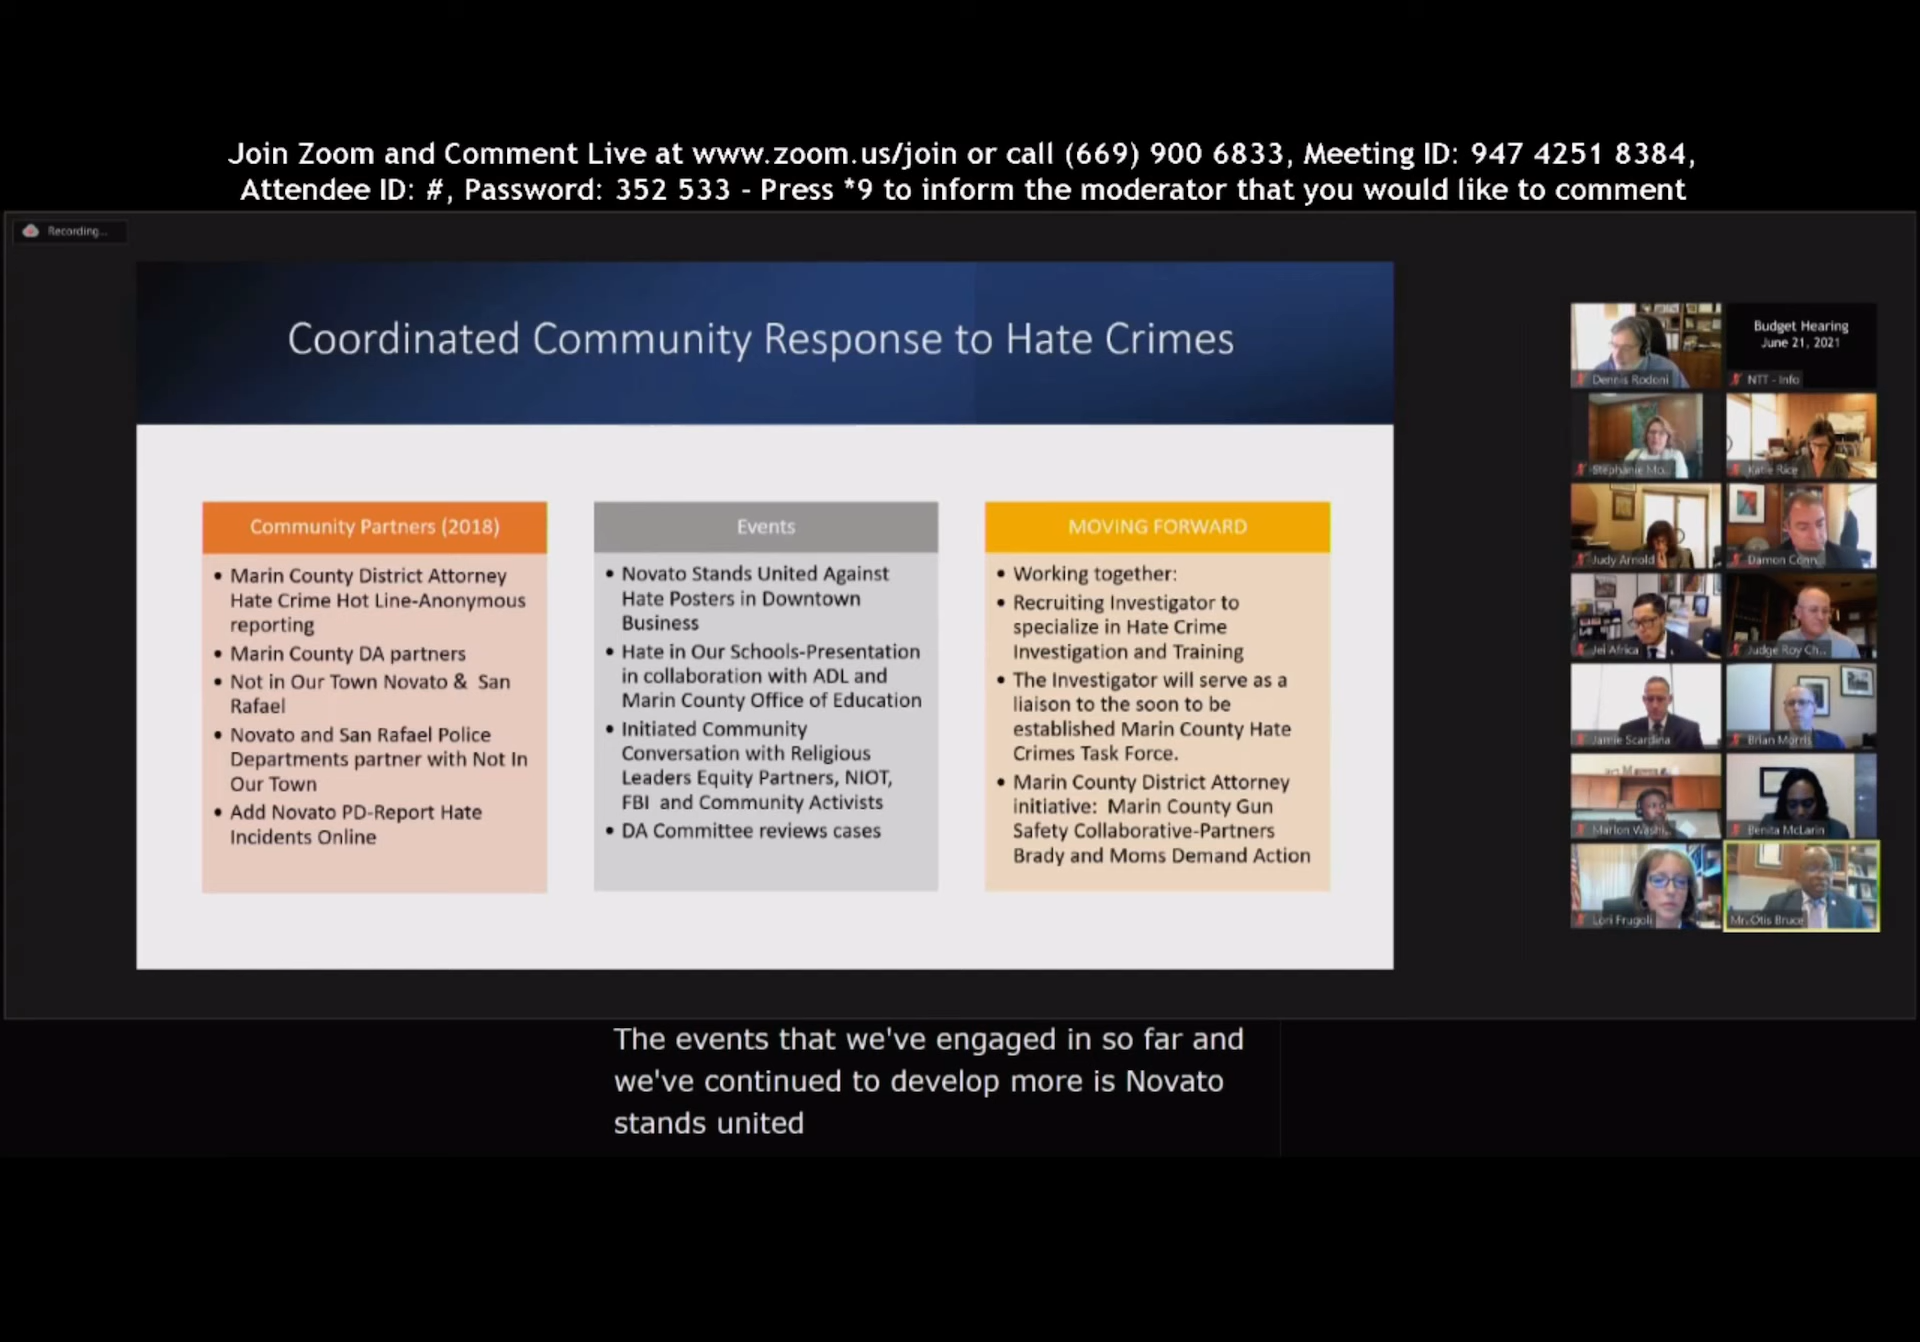 Join Zoom and Comment Live at www.zoom.us/join or call (669) 900 6833, Meeting ID: 947 4251 8384,
Attendee ID: #, Password: 352 533 - Press *9 to inform the moderator that you would like to comment
Recording...
Coordinated Community Response to Hate Crimes
Community Partners (2018)
• Marin County District Attorney
Hate Crime Hot Line-Anonymous
reporting
• Marin County DA partners
• Not in Our Town Novato & San
Rafael
• Novato and San Rafael Police
Departments partner with Not In
Our Town
• Add Novato PD-Report Hate
Incidents Online
Events
• Novato Stands United Against
Hate Posters in Downtown
Business
• Hate in Our Schools-Presentation
in collaboration with ADL and
Marin County Office of Education
• Initiated Community
Conversation with Religious
Leaders Equity Partners, NIOT,
FBI and Community Activists
• DA Committee reviews cases
MOVING FORWARD
• Working together:
• Recruiting Investigator to
specialize in Hate Crime
Investigation and Training
• The Investigator will serve as a
liaison to the soon to be
established Marin County Hate
Crimes Task Force.
• Marin County District Attorney
initiative: Marin County Gun
Safety Collaborative-Partners
Brady and Moms Demand Action
Dennis Rodoni
Budget Hearing
June 21, 2021
NTT - Info
Stephanie Mo...
Katie Rice
Judy Arnold
Damon Conn...
Jei Africa
Judge Roy Ch...
Jamie Scardina
Brian Morris
Marlon Washi...
Benita McLarin
Lori Frugoli
Mr. Otis Bruce
The events that we've engaged in so far and
we've continued to develop more is Novato
stands united